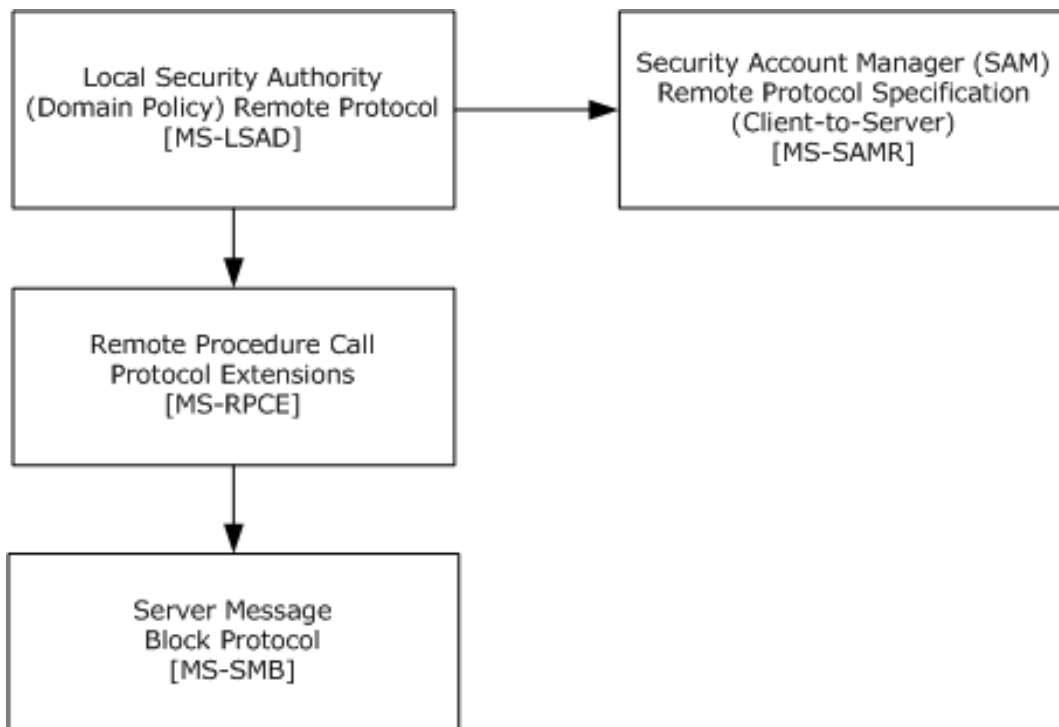 Local Security Authority
(Domain Policy) Remote Protocol
[MS-LSAD]
Security Account Manager (SAM)
Remote Protocol Specification
(Client-to-Server)
[MS-SAMR]
Remote Procedure Call
Protocol Extensions
[MS-RPCE]
Server Message
Block Protocol
[MS-SMB]